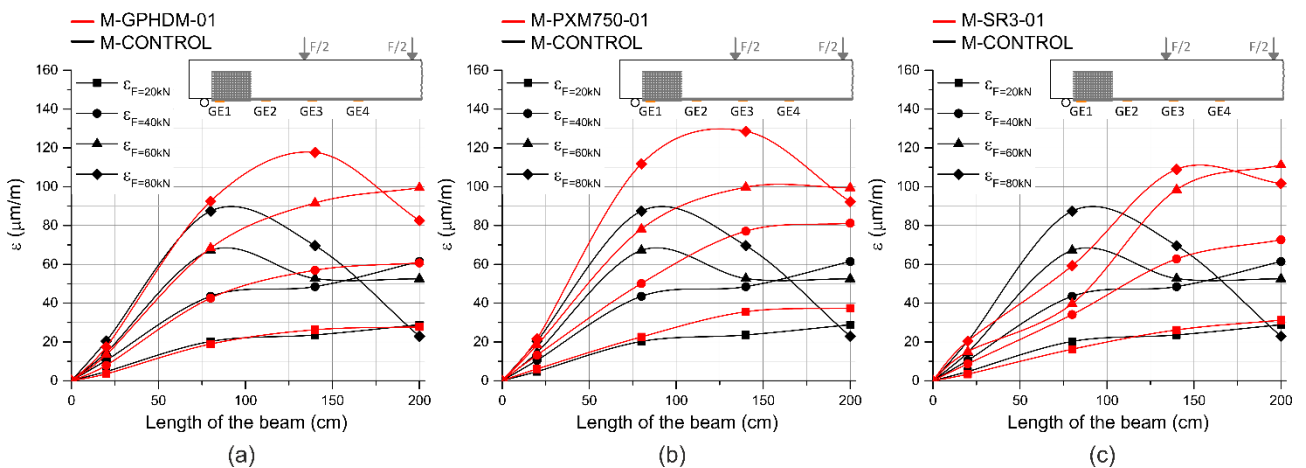 M-GPHDM-01
M-CONTROL
F/2
F/2
160
140
120
100
80
60
40
20
0
ε (μm/m)
εF=20kN
εF=40kN
εF=60kN
εF=80kN
GE1 GE2 GE3 GE4
0 50 100 150 200
Length of the beam (cm)
(a)
M-PXM750-01
M-CONTROL
F/2
F/2
160
140
120
100
80
60
40
20
0
ε (μm/m)
εF=20kN
εF=40kN
εF=60kN
εF=80kN
GE1 GE2 GE3 GE4
0 50 100 150 200
Length of the beam (cm)
(b)
M-SR3-01
M-CONTROL
F/2
F/2
160
140
120
100
80
60
40
20
0
ε (μm/m)
εF=20kN
εF=40kN
εF=60kN
εF=80kN
GE1 GE2 GE3 GE4
0 50 100 150 200
Length of the beam (cm)
(c)